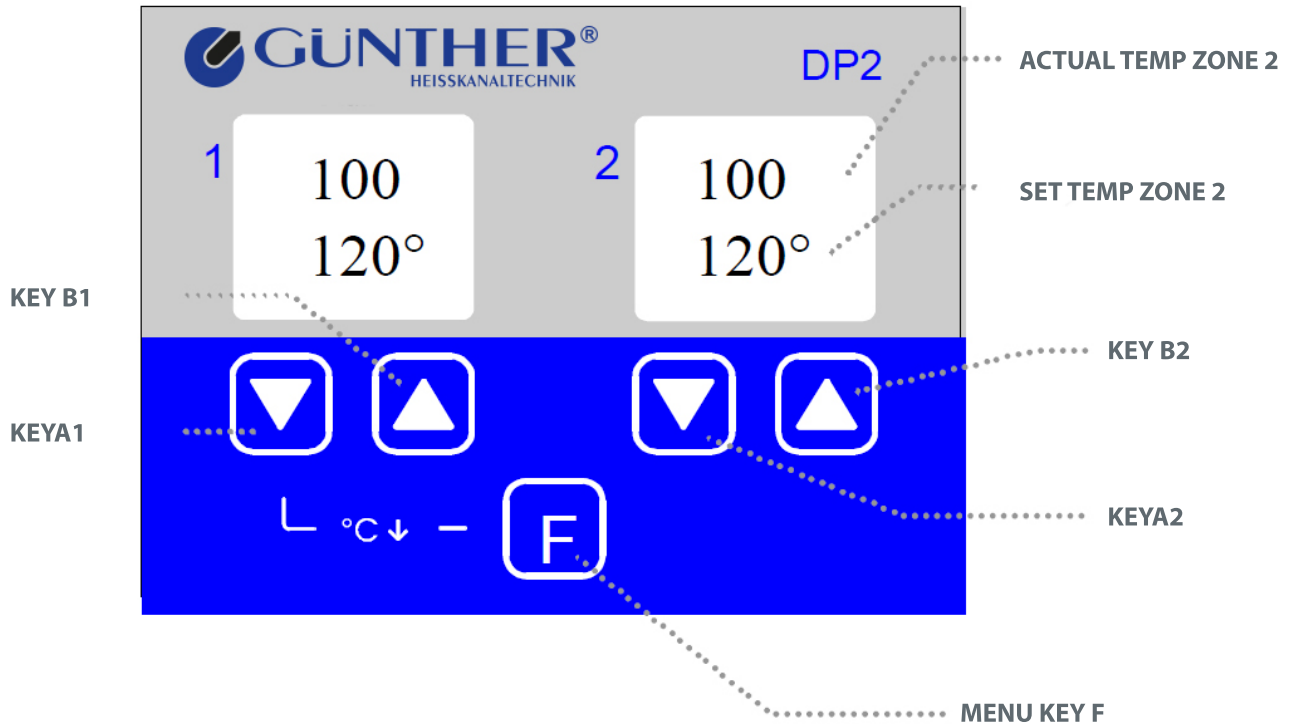 GÜNTHER®
HEISSKANALTECHNIK
DP2
ACTUAL TEMP ZONE 2
1
100
120°
2
100
120°
SET TEMP ZONE 2
KEY B1
KEY B2
KEYA1
KEYA2
°C↓
F
MENU KEY F